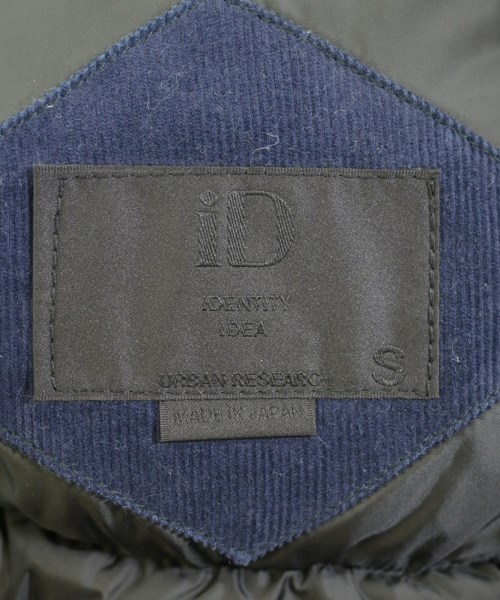 iD
IDENTITY
IDEA
URBAN RESEARCH
S
MADE IN JAPAN